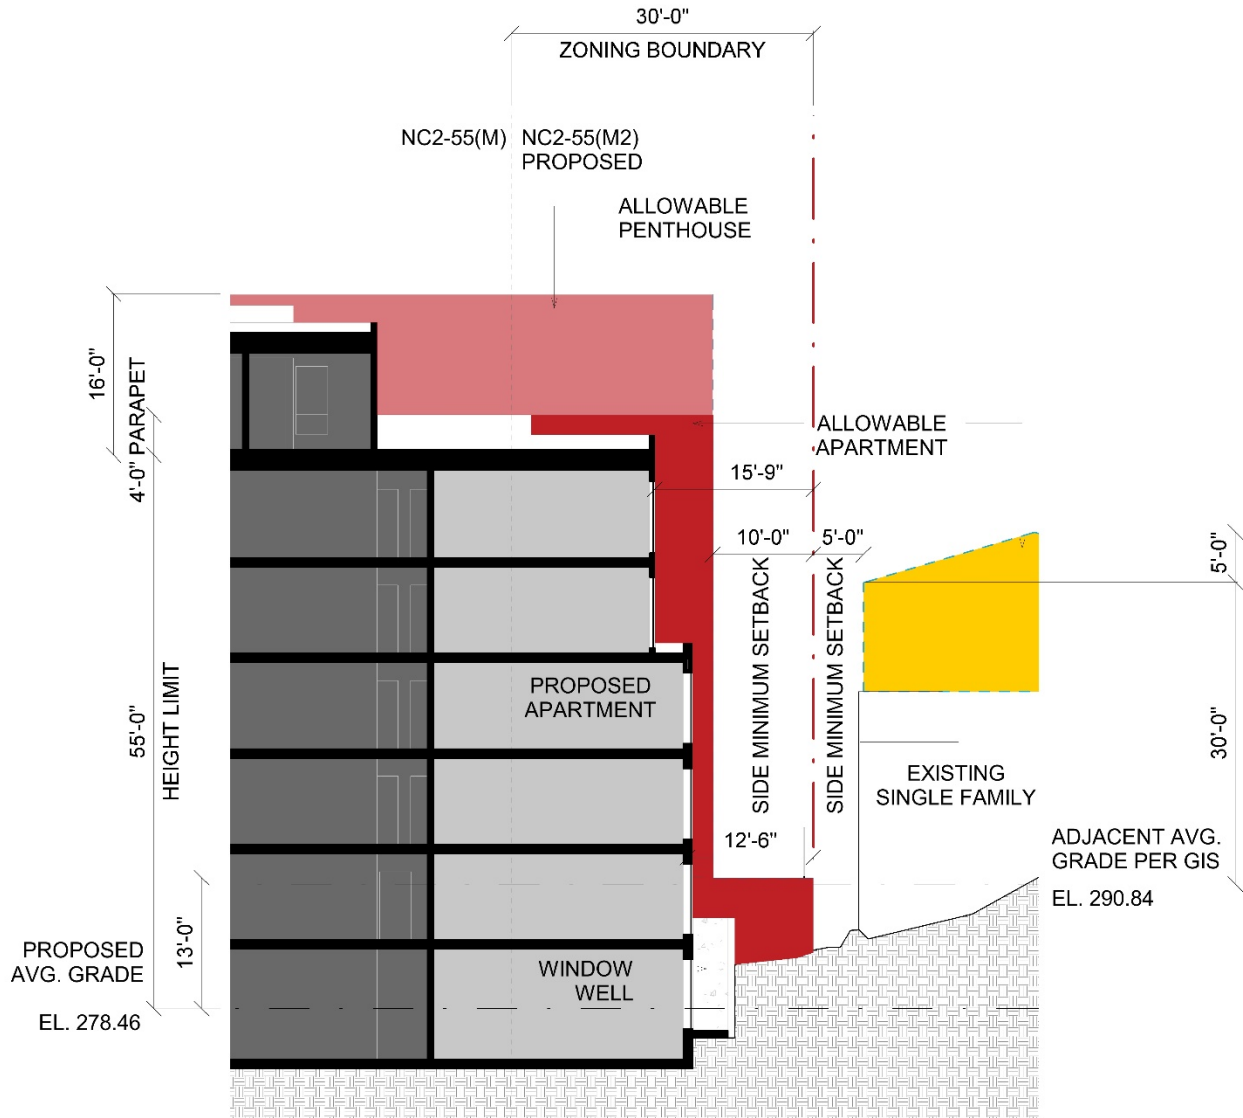 30'-0"
ZONING BOUNDARY
NC2-55(M)
NC2-55(M2)
PROPOSED
ALLOWABLE
PENTHOUSE
16'-0"
4'-0" PARAPET
ALLOWABLE
APARTMENT
15'-9"
10'-0"
5'-0"
5'-0"
SIDE MINIMUM SETBACK
SIDE MINIMUM SETBACK
PROPOSED
APARTMENT
55'-0"
HEIGHT LIMIT
30'-0"
EXISTING
SINGLE FAMILY
12'-6"
ADJACENT AVG.
GRADE PER GIS
EL. 290.84
13'-0"
PROPOSED
AVG. GRADE
EL. 278.46
WINDOW
WELL